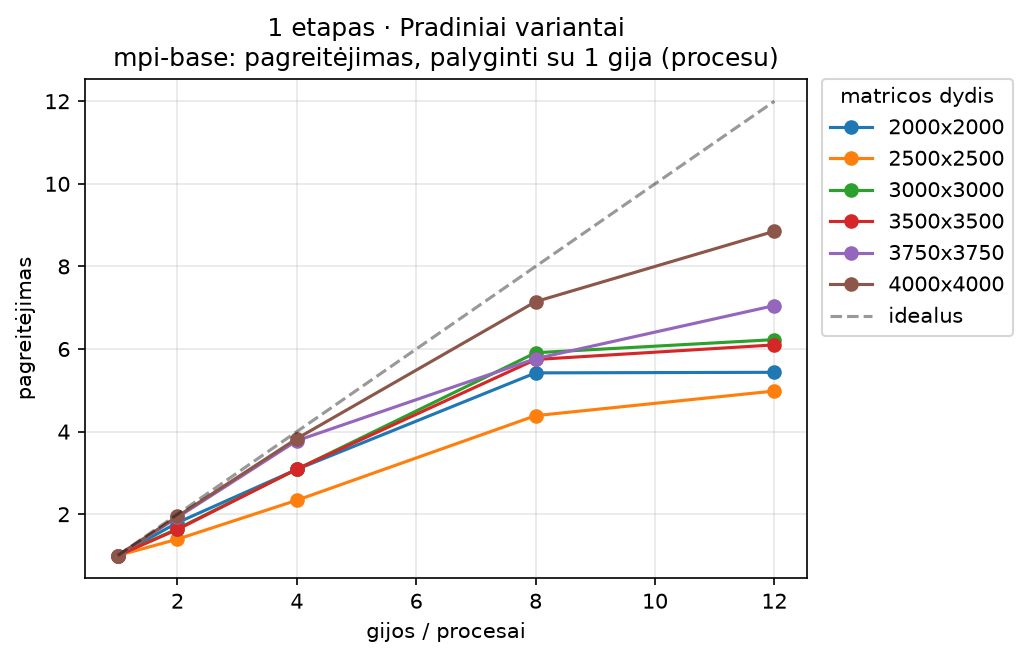 1 etapas · Pradiniai variantai
mpi-base: pagreitėjimas, palyginti su 1 gija (procesu)
12
10
8
6
4
2
pagreitėjimas
2
4
6
8
10
12
gijos / procesai
matricos dydis
2000x2000
2500x2500
3000x3000
3500x3500
3750x3750
4000x4000
idealus